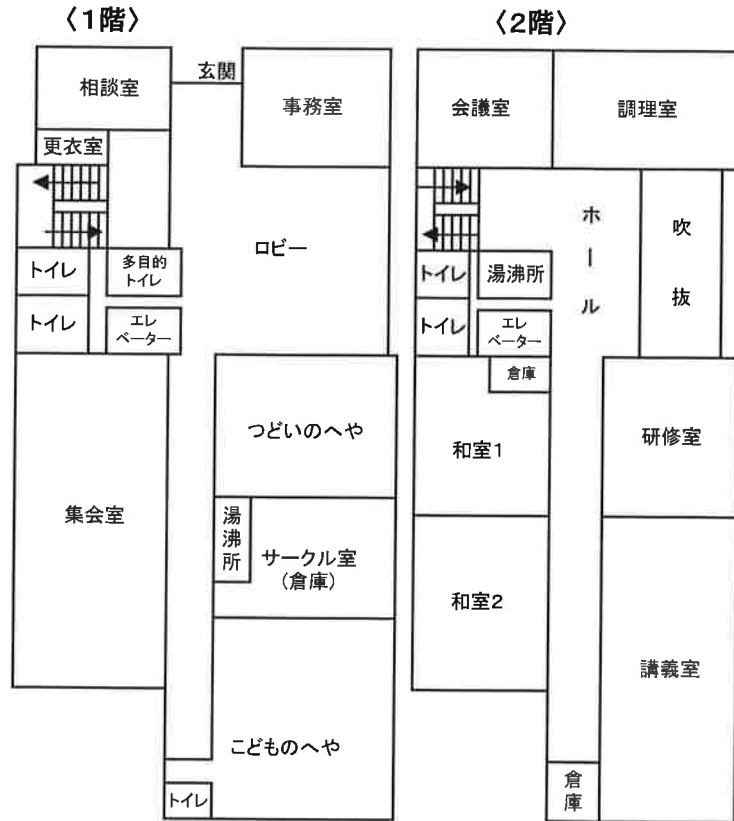 〈1階〉
相談室
玄関
事務室
更衣室
ロビー
トイレ
多目的
トイレ
トイレ
エレ
ベーター
つどいのへや
集会室
湯沸所
サークル室
(倉庫)
こどものへや
トイレ
〈2階〉
会議室
調理室
ホール
吹抜
トイレ
湯沸所
トイレ
エレ
ベーター
倉庫
和室1
研修室
和室2
講義室
倉庫